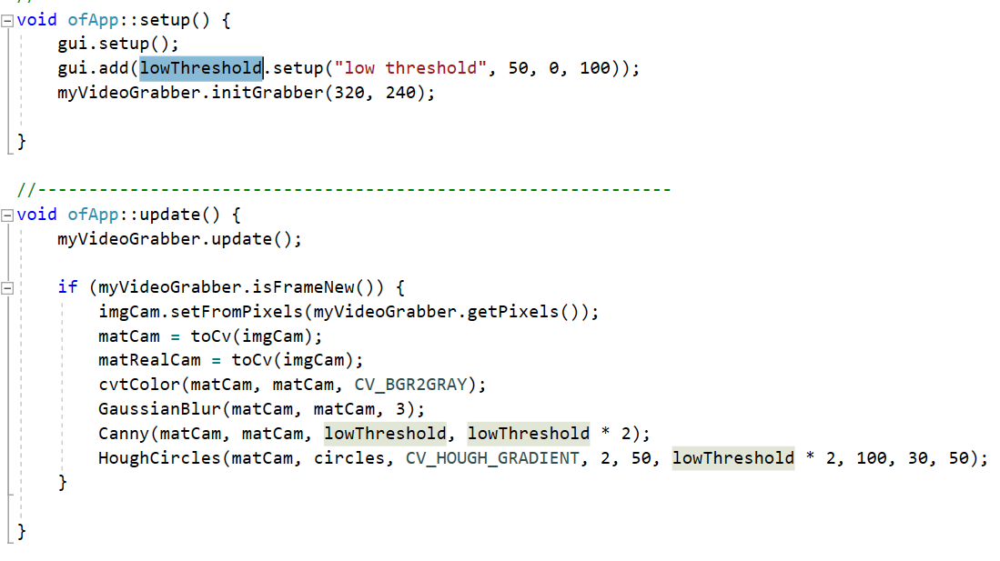 void ofApp::setup() {
    gui.setup();
    gui.add(lowThreshold.setup("low threshold", 50, 0, 100));
    myVideoGrabber.initGrabber(320, 240);
}
//--------------------------------------------------------------
void ofApp::update() {
    myVideoGrabber.update();
    if (myVideoGrabber.isFrameNew()) {
        imgCam.setFromPixels(myVideoGrabber.getPixels());
        matCam = toCv(imgCam);
        matRealCam = toCv(imgCam);
        cvtColor(matCam, matCam, CV_BGR2GRAY);
        GaussianBlur(matCam, matCam, 3);
        Canny(matCam, matCam, lowThreshold, lowThreshold * 2);
        HoughCircles(matCam, circles, CV_HOUGH_GRADIENT, 2, 50, lowThreshold * 2, 100, 30, 50);
    }
}